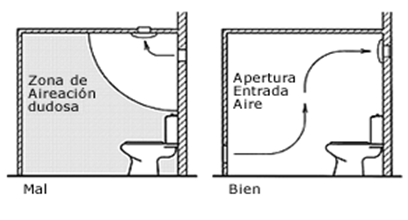 Zona de
Aireación
dudosa
Mal
Apertura
Entrada
Aire
Bien